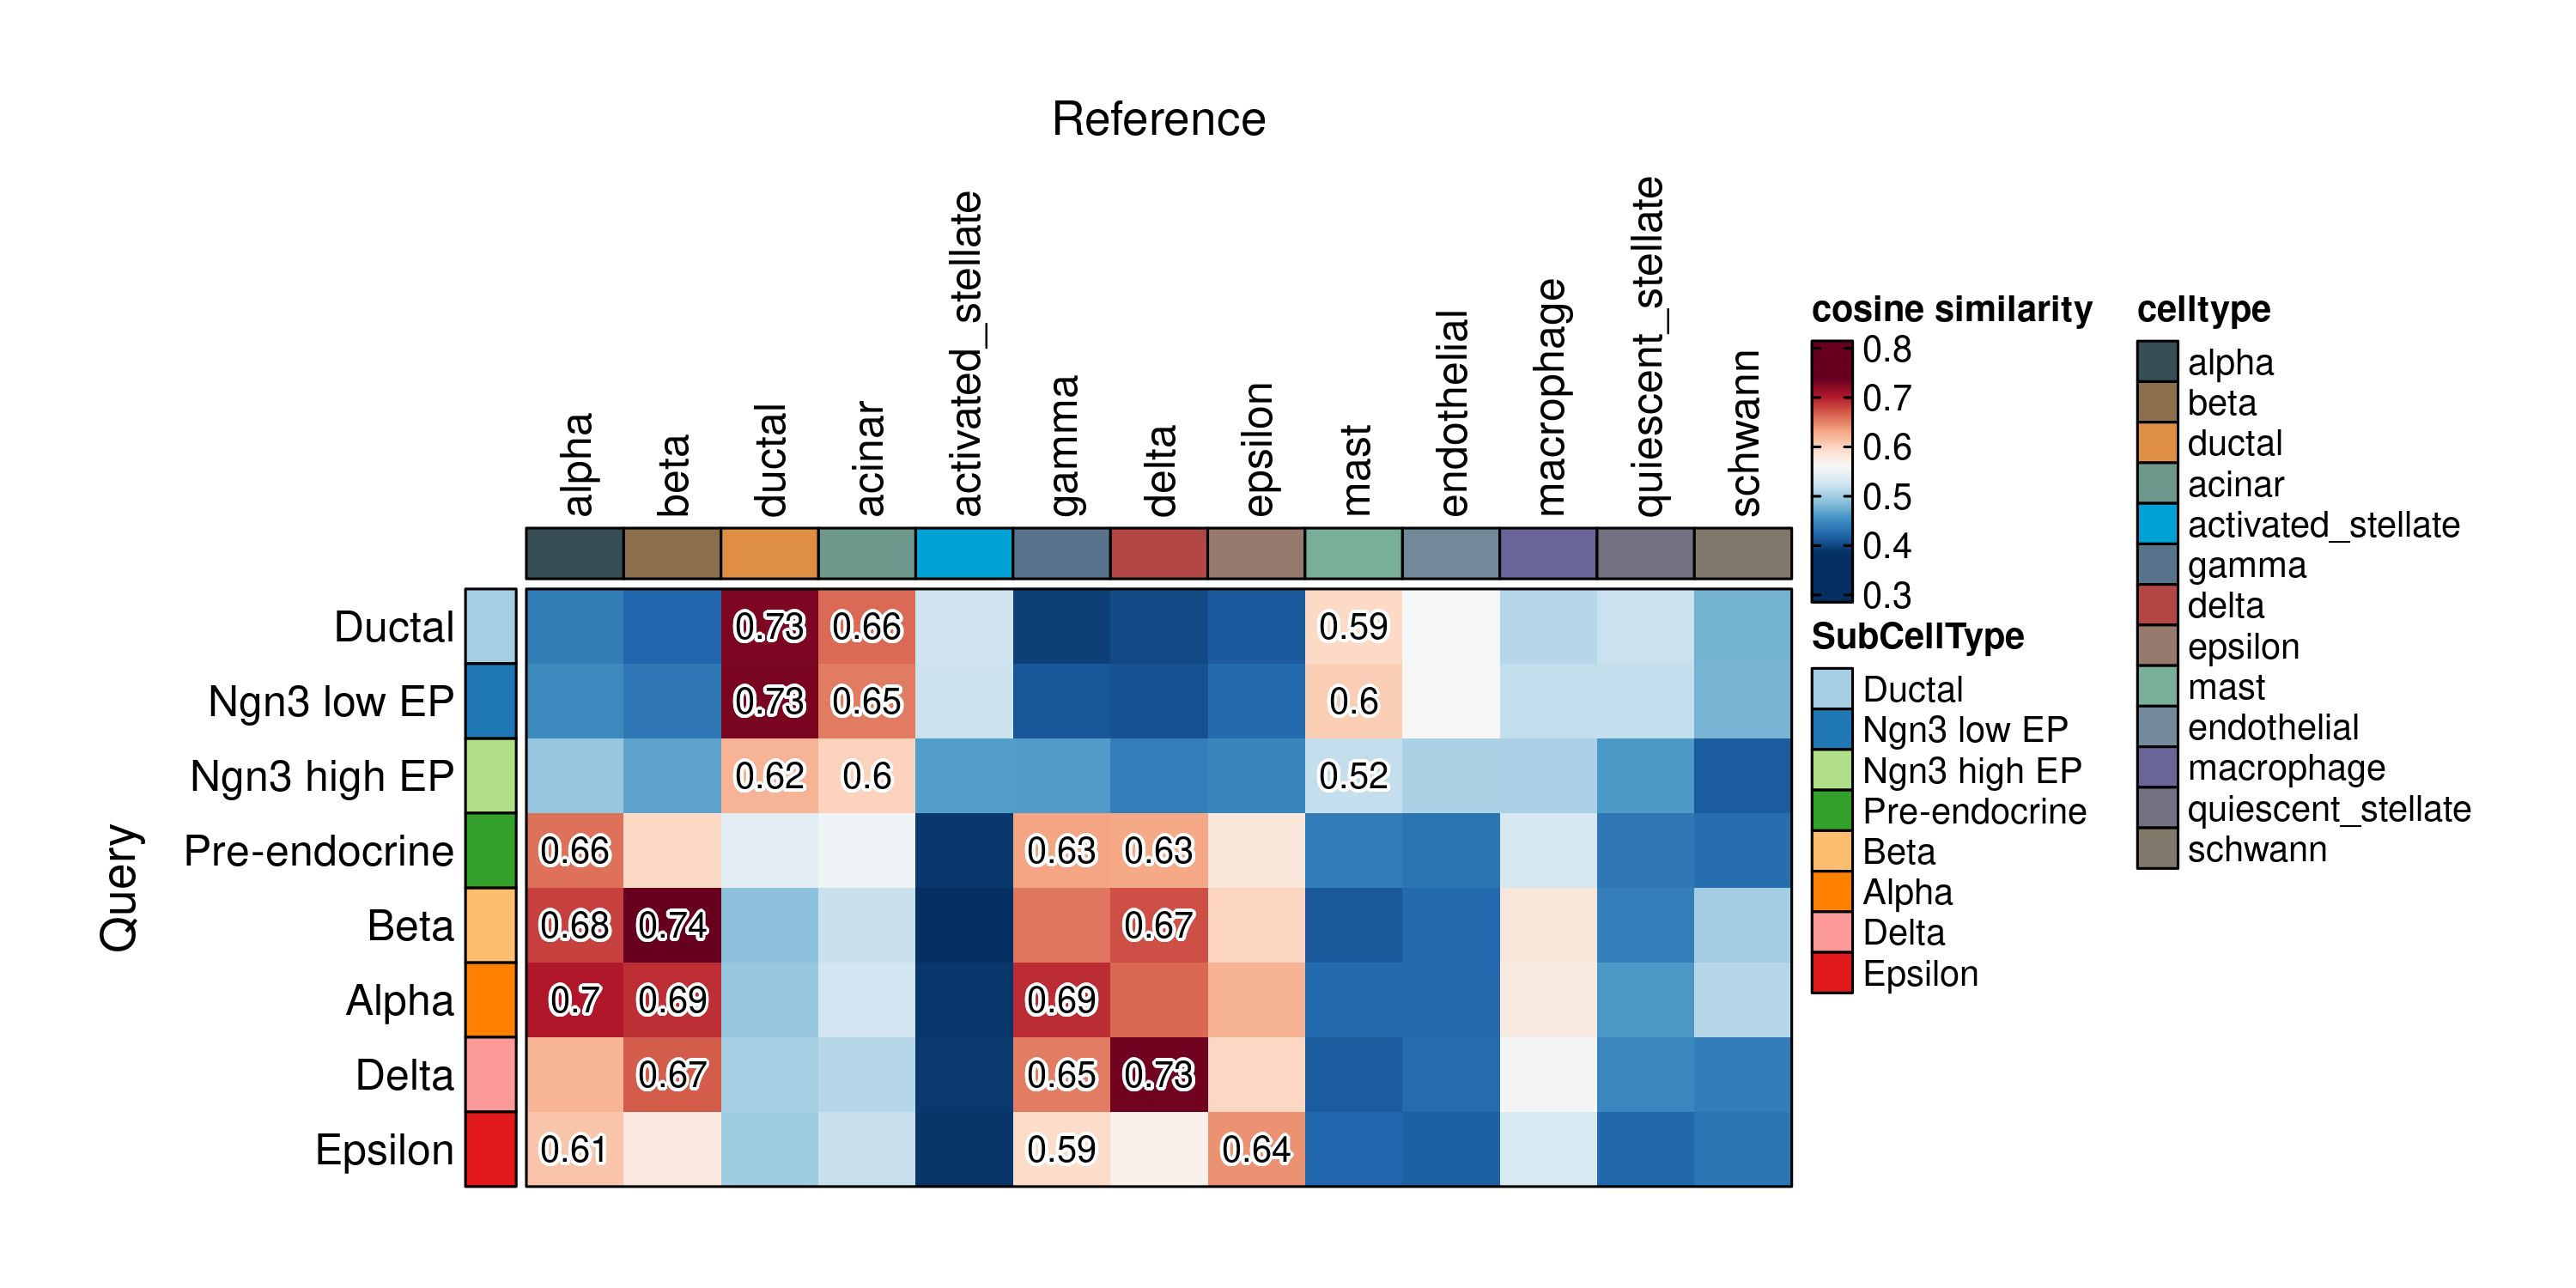 Reference
alpha
beta
ductal
acinar
activated_stellate
gamma
delta
epsilon
mast
endothelial
macrophage
quiescent_stellate
schwann
Query
Ductal 0.73 0.66 0.59
Ngn3 low EP 0.73 0.65 0.6
Ngn3 high EP 0.62 0.6 0.52
Pre-endocrine 0.66 0.63 0.63
Beta 0.68 0.74 0.67
Alpha 0.7 0.69 0.69
Delta 0.67 0.65 0.73
Epsilon 0.61 0.59 0.64
cosine similarity
0.8
0.7
0.6
0.5
0.4
0.3
SubCellType
Ductal
Ngn3 low EP
Ngn3 high EP
Pre-endocrine
Beta
Alpha
Delta
Epsilon
celltype
alpha
beta
ductal
acinar
activated_stellate
gamma
delta
epsilon
mast
endothelial
macrophage
quiescent_stellate
schwann